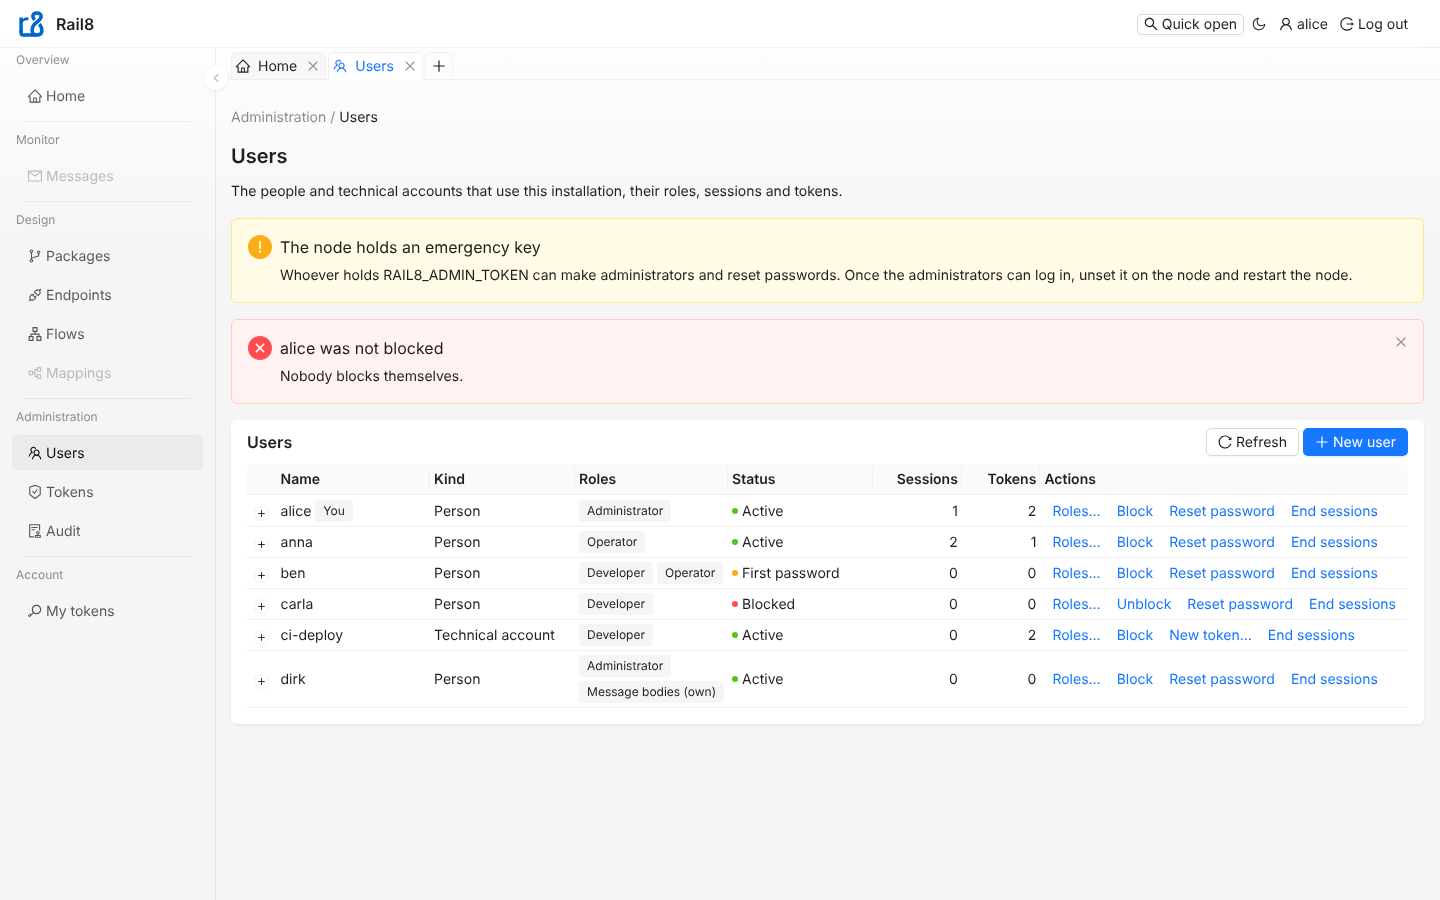 Rail8
Quick open
alice
Log out
Overview
Home
Monitor
Messages
Design
Packages
Endpoints
Flows
Mappings
Administration
Users
Tokens
Audit
Account
My tokens
Home
Users
Administration / Users
Users
The people and technical accounts that use this installation, their roles, sessions and tokens.
The node holds an emergency key
Whoever holds RAIL8_ADMIN_TOKEN can make administrators and reset passwords. Once the administrators can log in, unset it on the node and restart the node.
alice was not blocked
Nobody blocks themselves.
Users
Refresh
New user
Name Kind Roles Status Sessions Tokens Actions
alice You Person Administrator Active 1 2 Roles... Block Reset password End sessions
anna Person Operator Active 2 1 Roles... Block Reset password End sessions
ben Person Developer Operator First password 0 0 Roles... Block Reset password End sessions
carla Person Developer Blocked 0 0 Roles... Unblock Reset password End sessions
ci-deploy Technical account Developer Active 0 2 Roles... Block New token... End sessions
dirk Person Administrator Message bodies (own) Active 0 0 Roles... Block Reset password End sessions